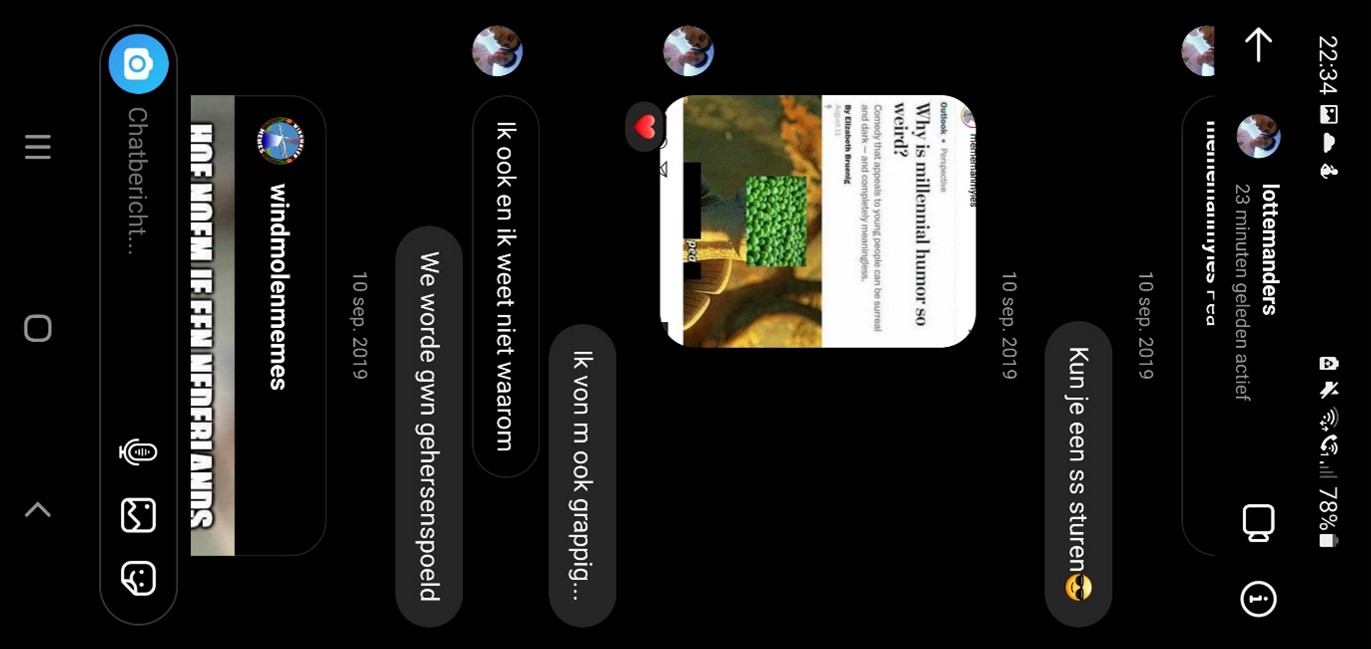 22:34
78%
lottemanders
23 minuten geleden actief
mememanmyles Pea
10 sep. 2019
Kun je een ss sturen😎
10 sep. 2019
mememanmyles
Outlook • Perspective
Why is millennial humor so
weird?
Comedy that appeals to young people can be surreal
and dark — and completely meaningless.
By Elizabeth Bruenig
August 11
pea
Ik von m ook grappig...
Ik ook en ik weet niet waarom
We worde gwn gehersenspoeld
10 sep. 2019
WINDMOLEN
MEMES
windmolenmemes
HOE NOEM JE EEN NEDERLANDS
Chatbericht...